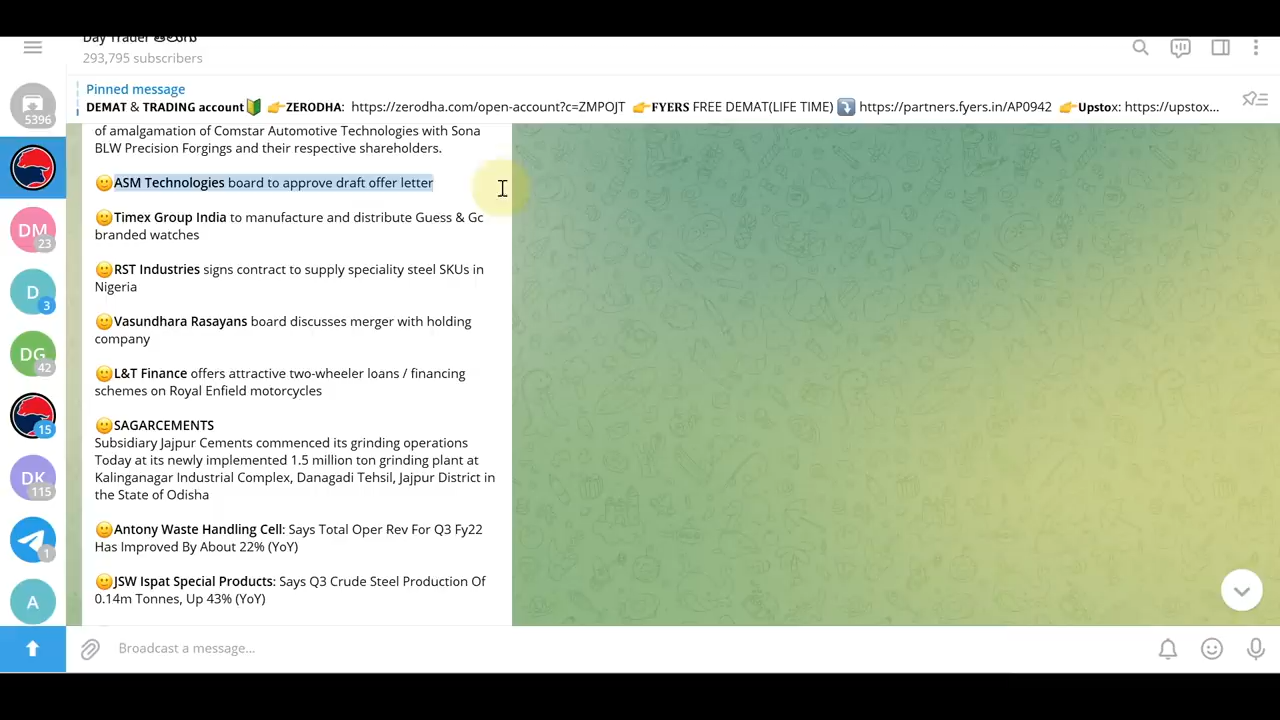 Day Trader తెలుగు
293,795 subscribers
Pinned message
DEMAT & TRADING account🔰 👉ZERODHA: https://zerodha.com/open-account?c=ZMPOJT 👉FYERS FREE DEMAT(LIFE TIME) ⤵️ https://partners.fyers.in/AP0942 👉Upstox: https://upstox...
5396
of amalgamation of Comstar Automotive Technologies with Sona
BLW Precision Forgings and their respective shareholders.
🙂ASM Technologies board to approve draft offer letter
🙂Timex Group India to manufacture and distribute Guess & Gc
branded watches
🙂RST Industries signs contract to supply speciality steel SKUs in
Nigeria
🙂Vasundhara Rasayans board discusses merger with holding
company
🙂L&T Finance offers attractive two-wheeler loans / financing
schemes on Royal Enfield motorcycles
🙂SAGARCEMENTS
Subsidiary Jajpur Cements commenced its grinding operations
Today at its newly implemented 1.5 million ton grinding plant at
Kalinganagar Industrial Complex, Danagadi Tehsil, Jajpur District in
the State of Odisha
🙂Antony Waste Handling Cell: Says Total Oper Rev For Q3 Fy22
Has Improved By About 22% (YoY)
🙂JSW Ispat Special Products: Says Q3 Crude Steel Production Of
0.14m Tonnes, Up 43% (YoY)
DM
23
D
3
DG
42
15
DK
115
1
A
Broadcast a message...